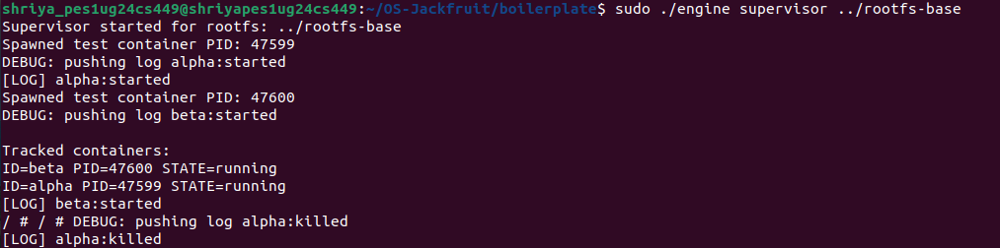 shriya_pes1ug24cs449@shriyapes1ug24cs449:~/OS-Jackfruit/boilerplate$ sudo ./engine supervisor ../rootfs-base
Supervisor started for rootfs: ../rootfs-base
Spawned test container PID: 47599
DEBUG: pushing log alpha:started
[LOG] alpha:started
Spawned test container PID: 47600
DEBUG: pushing log beta:started
Tracked containers:
ID=beta PID=47600 STATE=running
ID=alpha PID=47599 STATE=running
[LOG] beta:started
/ # / # DEBUG: pushing log alpha:killed
[LOG] alpha:killed